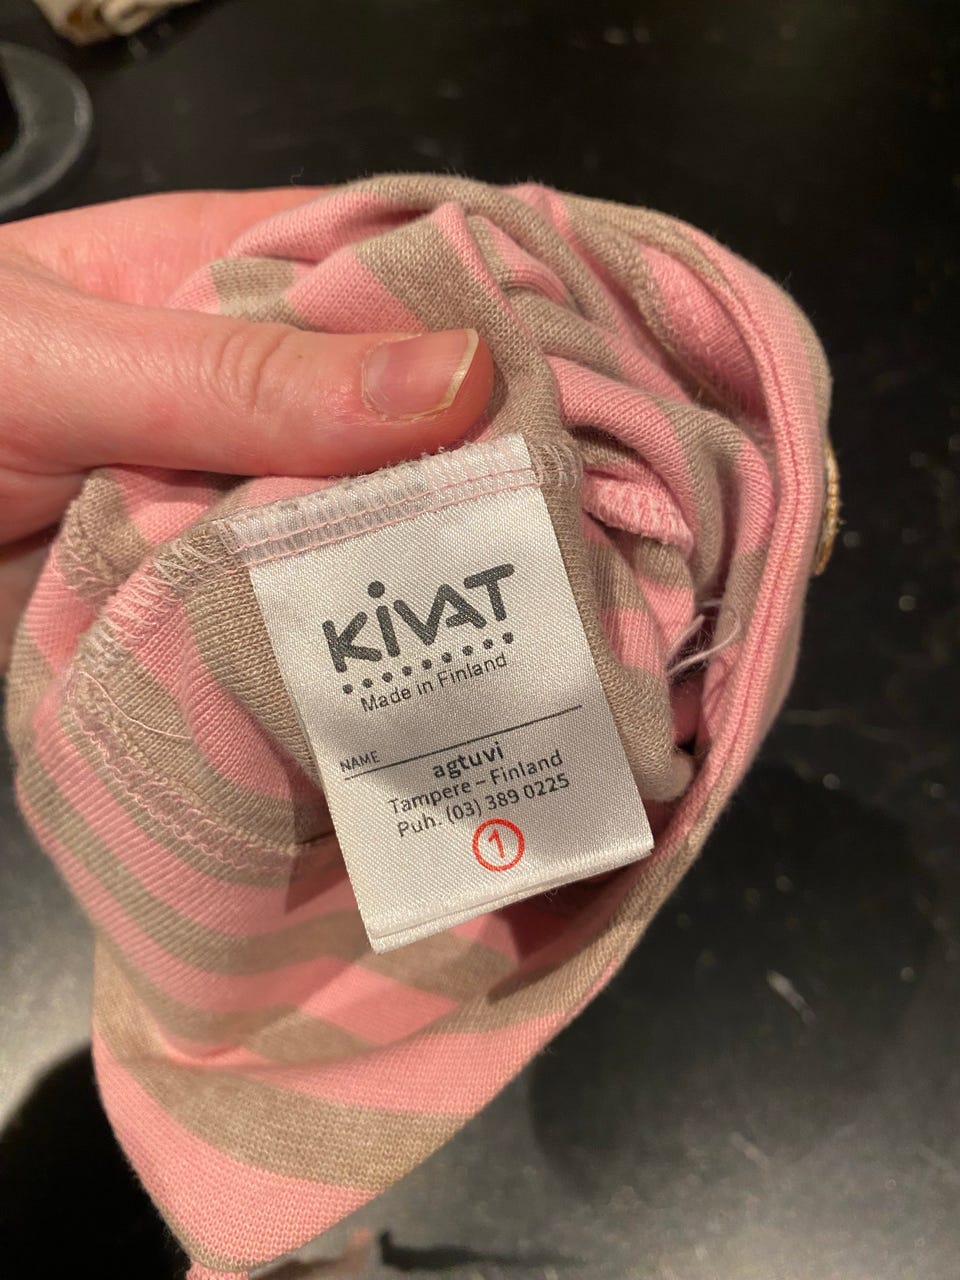 KIVAT
Made in Finland
NAME
agtuvi
Tampere – Finland
Puh. (03) 389 0225
1